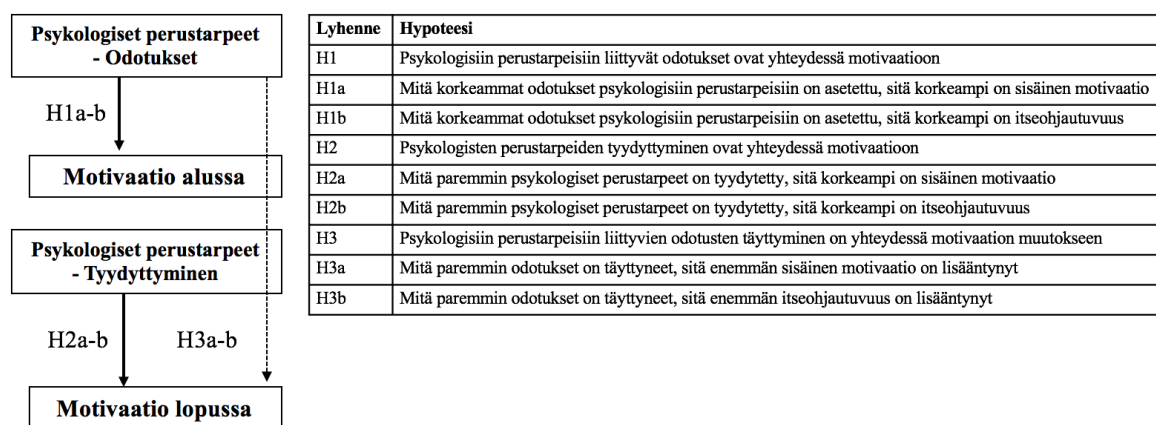 Psykologiset perustarpeet
- Odotukset
H1a-b
Motivaatio alussa
Psykologiset perustarpeet
- Tyydyttyminen
H2a-b
H3a-b
Motivaatio lopussa
Lyhenne Hypoteesi
H1 Psykologisiin perustarpeisiin liittyvät odotukset ovat yhteydessä motivaatioon
H1a Mitä korkeammat odotukset psykologisiin perustarpeisiin on asetettu, sitä korkeampi on sisäinen motivaatio
H1b Mitä korkeammat odotukset psykologisiin perustarpeisiin on asetettu, sitä korkeampi on itseohjautuvuus
H2 Psykologisten perustarpeiden tyydyttyminen ovat yhteydessä motivaatioon
H2a Mitä paremmin psykologiset perustarpeet on tyydytetty, sitä korkeampi on sisäinen motivaatio
H2b Mitä paremmin psykologiset perustarpeet on tyydytetty, sitä korkeampi on itseohjautuvuus
H3 Psykologisiin perustarpeisiin liittyvien odotusten täyttyminen on yhteydessä motivaation muutokseen
H3a Mitä paremmin odotukset on täyttyneet, sitä enemmän sisäinen motivaatio on lisääntynyt
H3b Mitä paremmin odotukset on täyttyneet, sitä enemmän itseohjautuvuus on lisääntynyt